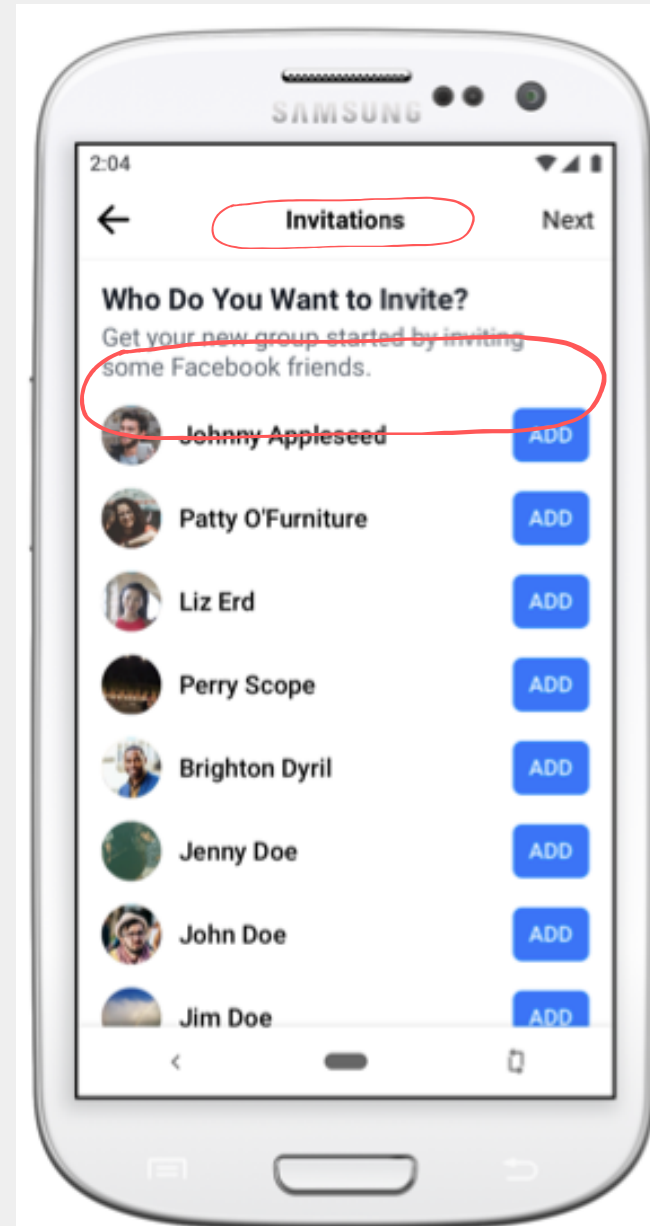 SAMSUNG
2:04
Invitations
Next
Who Do You Want to Invite?
Get your new group started by inviting
some Facebook friends.
Johnny Appleseed
ADD
Patty O'Furniture
ADD
Liz Erd
ADD
Perry Scope
ADD
Brighton Dyril
ADD
Jenny Doe
ADD
John Doe
ADD
Jim Doe
ADD